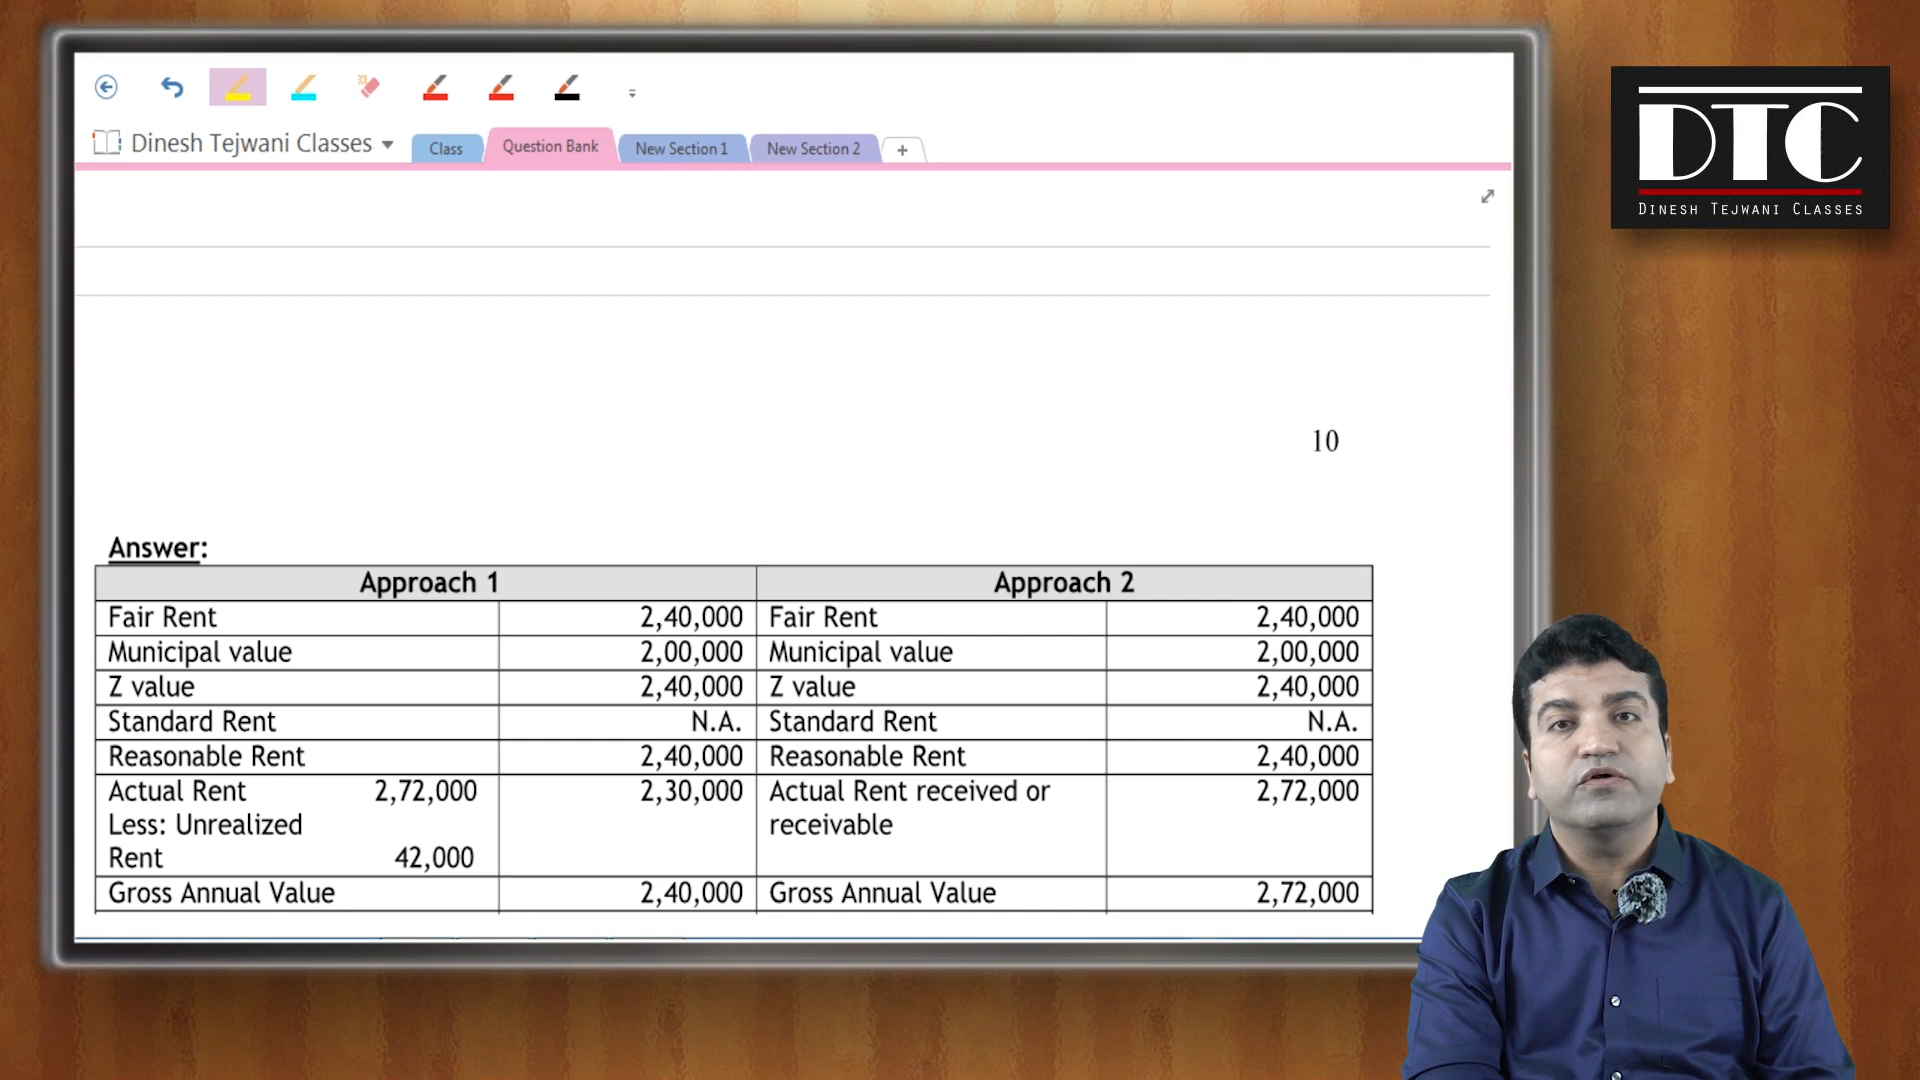 DTC
DINESH TEJWANI CLASSES
Dinesh Tejwani Classes
Class
Question Bank
New Section 1
New Section 2
+
10
Answer:
Approach 1 Approach 2
Fair Rent 2,40,000 Fair Rent 2,40,000
Municipal value 2,00,000 Municipal value 2,00,000
Z value 2,40,000 Z value 2,40,000
Standard Rent N.A. Standard Rent N.A.
Reasonable Rent 2,40,000 Reasonable Rent 2,40,000
Actual Rent 2,72,000 2,30,000 Actual Rent received or 2,72,000
Less: Unrealized receivable
Rent 42,000
Gross Annual Value 2,40,000 Gross Annual Value 2,72,000